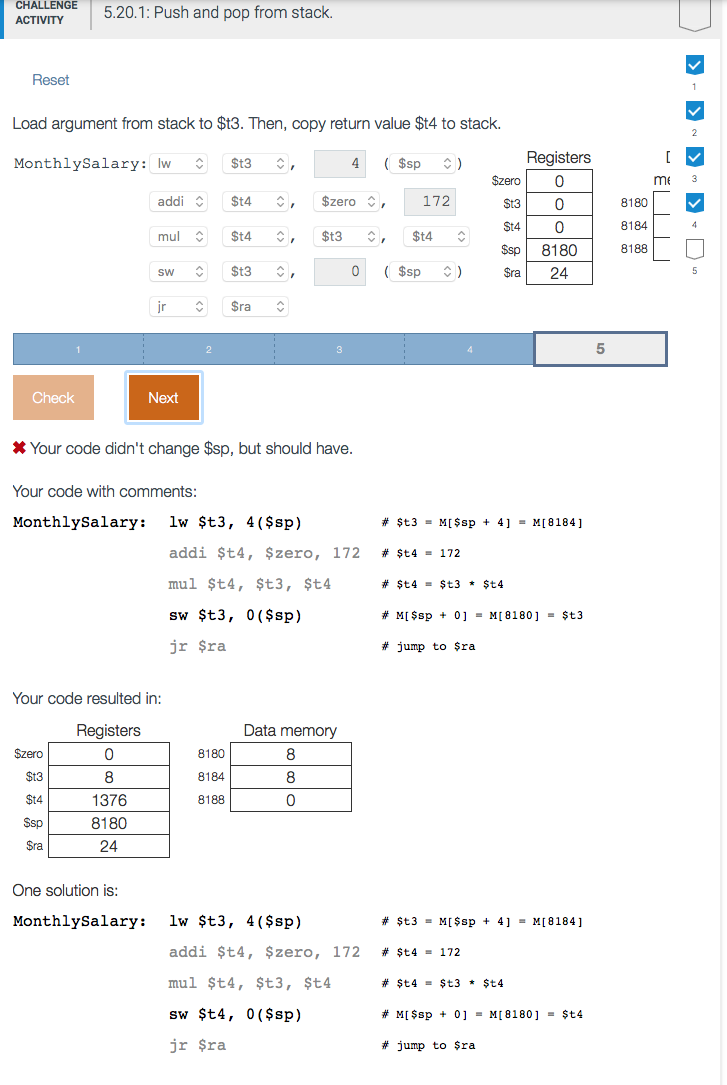 CHALLENGE
ACTIVITY
5.20.1: Push and pop from stack.
Reset
1
2
3
4
5
Load argument from stack to $t3. Then, copy return value $t4 to stack.
MonthlySalary: lw $t3 , 4 ( $sp )
addi $t4 , $zero , 172
mul $t4 , $t3 , $t4
sw $t3 , 0 ( $sp )
jr $ra
Registers
$zero 0
$t3 0
$t4 0
$sp 8180
$ra 24
me
8180
8184
8188
1 2 3 4 5
Check Next
✖ Your code didn't change $sp, but should have.
Your code with comments:
MonthlySalary: lw $t3, 4($sp) # $t3 = M[$sp + 4] = M[8184]
addi $t4, $zero, 172 # $t4 = 172
mul $t4, $t3, $t4 # $t4 = $t3 * $t4
sw $t3, 0($sp) # M[$sp + 0] = M[8180] = $t3
jr $ra # jump to $ra
Your code resulted in:
Registers Data memory
$zero 0 8180 8
$t3 8 8184 8
$t4 1376 8188 0
$sp 8180
$ra 24
One solution is:
MonthlySalary: lw $t3, 4($sp) # $t3 = M[$sp + 4] = M[8184]
addi $t4, $zero, 172 # $t4 = 172
mul $t4, $t3, $t4 # $t4 = $t3 * $t4
sw $t4, 0($sp) # M[$sp + 0] = M[8180] = $t4
jr $ra # jump to $ra